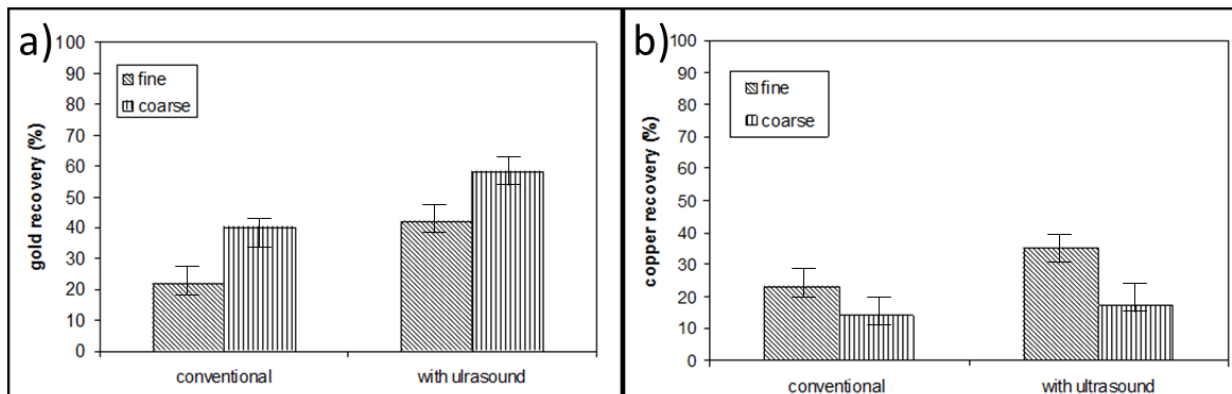 a)
100
90
80
70
60
50
40
30
20
10
0
gold recovery (%)
fine
coarse
conventional
with ulrasound
b)
100
90
80
70
60
50
40
30
20
10
0
copper recovery (%)
fine
coarse
conventional
with ultrasound